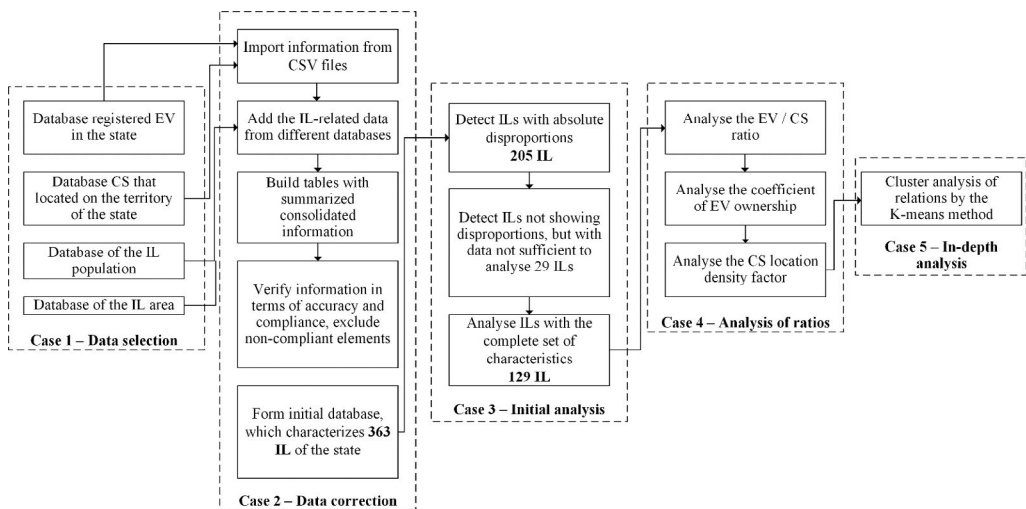 Database registered EV
in the state
Database CS that
located on the territory
of the state
Database of the IL
population
Database of the IL area
Case 1 – Data selection
Import information from
CSV files
Add the IL-related data
from different databases
Build tables with
summarized
consolidated
information
Verify information in
terms of accuracy and
compliance, exclude
non-compliant elements
Form initial database,
which characterizes 363
IL of the state
Case 2 – Data correction
Detect ILs with absolute
disproportions
205 IL
Detect ILs not showing
disproportions, but with
data not sufficient to
analyse 29 ILs
Analyse ILs with the
complete set of
characteristics
129 IL
Case 3 – Initial analysis
Analyse the EV / CS
ratio
Analyse the coefficient
of EV ownership
Analyse the CS location
density factor
Case 4 – Analysis of ratios
Cluster analysis of
relations by the
K-means method
Case 5 – In-depth
analysis